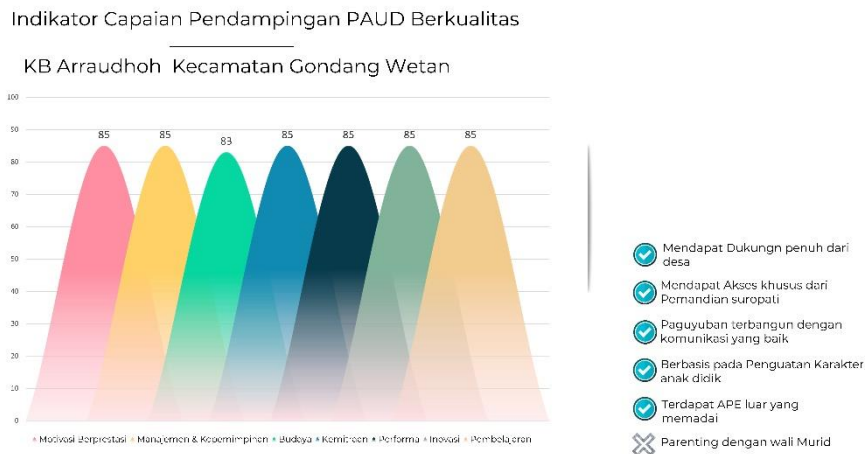 Indikator Capaian Pendampingan PAUD Berkualitas
KB Arraudhoh Kecamatan Gondang Wetan
100
90
80
70
60
50
40
30
20
10
0
85
85
83
85
85
85
85
Motivasi Berprestasi Manajemen & Kepemimpinan Budaya Kemitraan Performa Inovasi Pembelajaran
Mendapat Dukungn penuh dari
desa
Mendapat Akses khusus dari
Pemandian suropati
Paguyuban terbangun dengan
komunikasi yang baik
Berbasis pada Penguatan Karakter
anak didik
Terdapat APE luar yang
memadai
Parenting dengan wali Murid